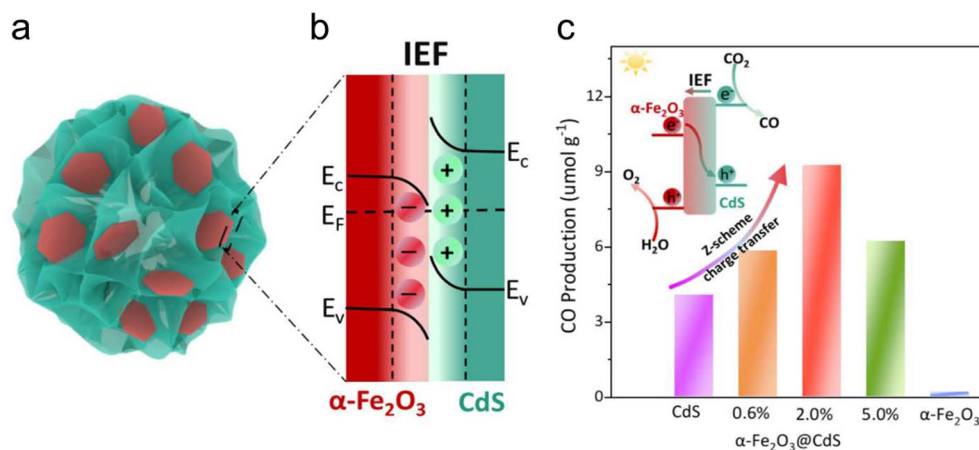 a
b
IEF
E_C
E_F
E_V
E_C
E_V
− − −
+ + +
α-Fe₂O₃
CdS
c
CO Production (umol g⁻¹)
12
9
6
3
0
IEF
CO₂
CO
α-Fe₂O₃
e⁻
e⁻
h⁺
h⁺
CdS
O₂
H₂O
Z-scheme
charge transfer
CdS 0.6% 2.0% 5.0% α-Fe₂O₃
α-Fe₂O₃@CdS